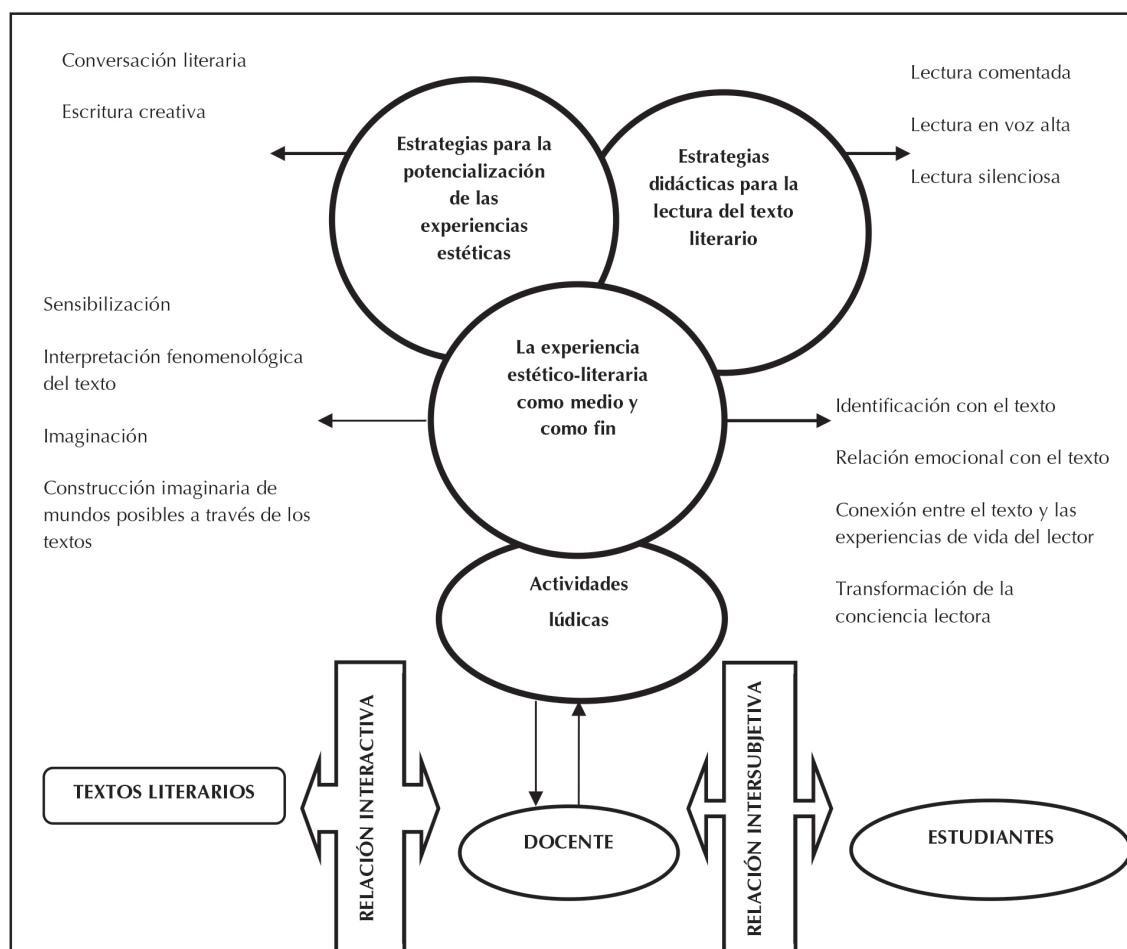 Conversación literaria
Escritura creativa
Estrategias para la
potencialización
de las
experiencias
estéticas
Estrategias
didácticas para la
lectura del texto
literario
Lectura comentada
Lectura en voz alta
Lectura silenciosa
Sensibilización
Interpretación fenomenológica
del texto
Imaginación
Construcción imaginaria de
mundos posibles a través de los
textos
La experiencia
estético-literaria
como medio y
como fin
Identificación con el texto
Relación emocional con el texto
Conexión entre el texto y las
experiencias de vida del lector
Transformación de la
conciencia lectora
Actividades
lúdicas
TEXTOS LITERARIOS
RELACIÓN INTERACTIVA
DOCENTE
RELACIÓN INTERSUBJETIVA
ESTUDIANTES